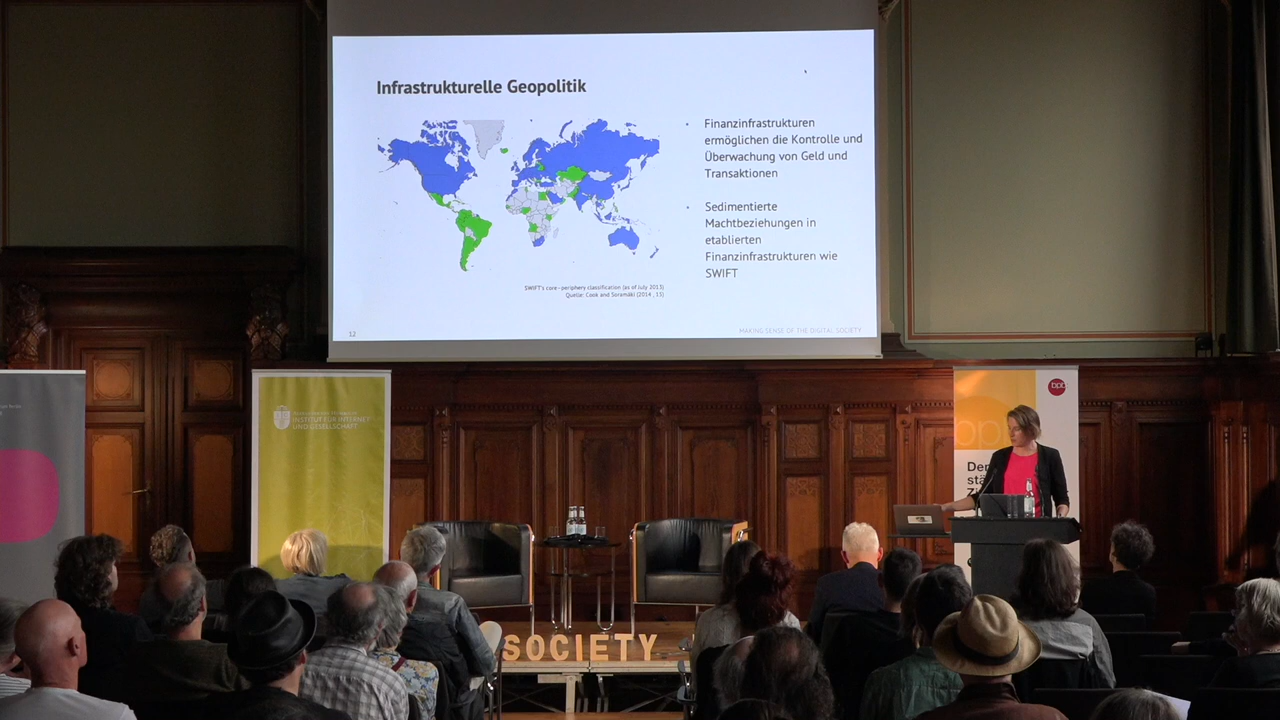 Infrastrukturelle Geopolitik
Finanzinfrastrukturen
ermöglichen die Kontrolle und
Überwachung von Geld und
Transaktionen
Sedimentierte
Machtbeziehungen in
etablierten
Finanzinfrastrukturen wie
SWIFT
SWIFT's core - periphery classification (as of July 2013)
Quelle: Cook and Soramäki (2014, 15)
12
MAKING SENSE OF THE DIGITAL SOCIETY
INSTITUT FÜR INTERNET
UND GESELLSCHAFT
bpb
SOCIETY